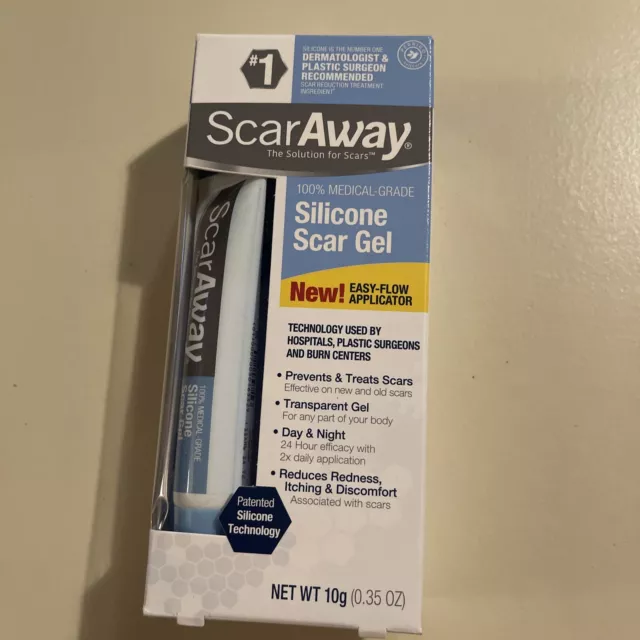 #1
SILICONE IS THE NUMBER ONE
DERMATOLOGIST &
PLASTIC SURGEON
RECOMMENDED
SCAR REDUCTION TREATMENT
INGREDIENT*
ScarAway®
The Solution for Scars™
100% MEDICAL-GRADE
Silicone
Scar Gel
New! EASY-FLOW
APPLICATOR
TECHNOLOGY USED BY
HOSPITALS, PLASTIC SURGEONS
AND BURN CENTERS
• Prevents & Treats Scars
Effective on new and old scars
• Transparent Gel
For any part of your body
• Day & Night
24 Hour efficacy with
2x daily application
• Reduces Redness,
Itching & Discomfort
Associated with scars
Patented
Silicone
Technology
NET WT 10g (0.35 OZ)
ScarAway
100% MEDICAL-GRADE
Silicone
Scar Gel